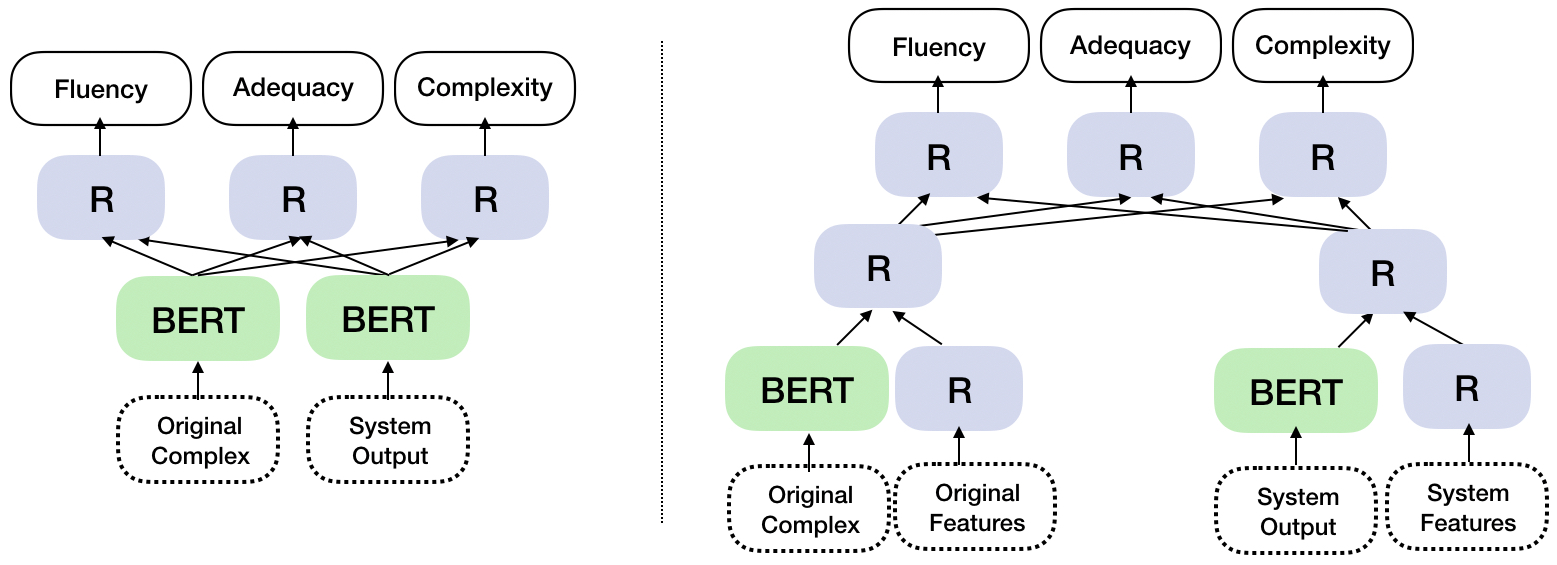 Fluency
Adequacy
Complexity
R
R
R
BERT
BERT
Original
Complex
System
Output
Fluency
Adequacy
Complexity
R
R
R
R
R
BERT
R
BERT
R
Original
Complex
Original
Features
System
Output
System
Features